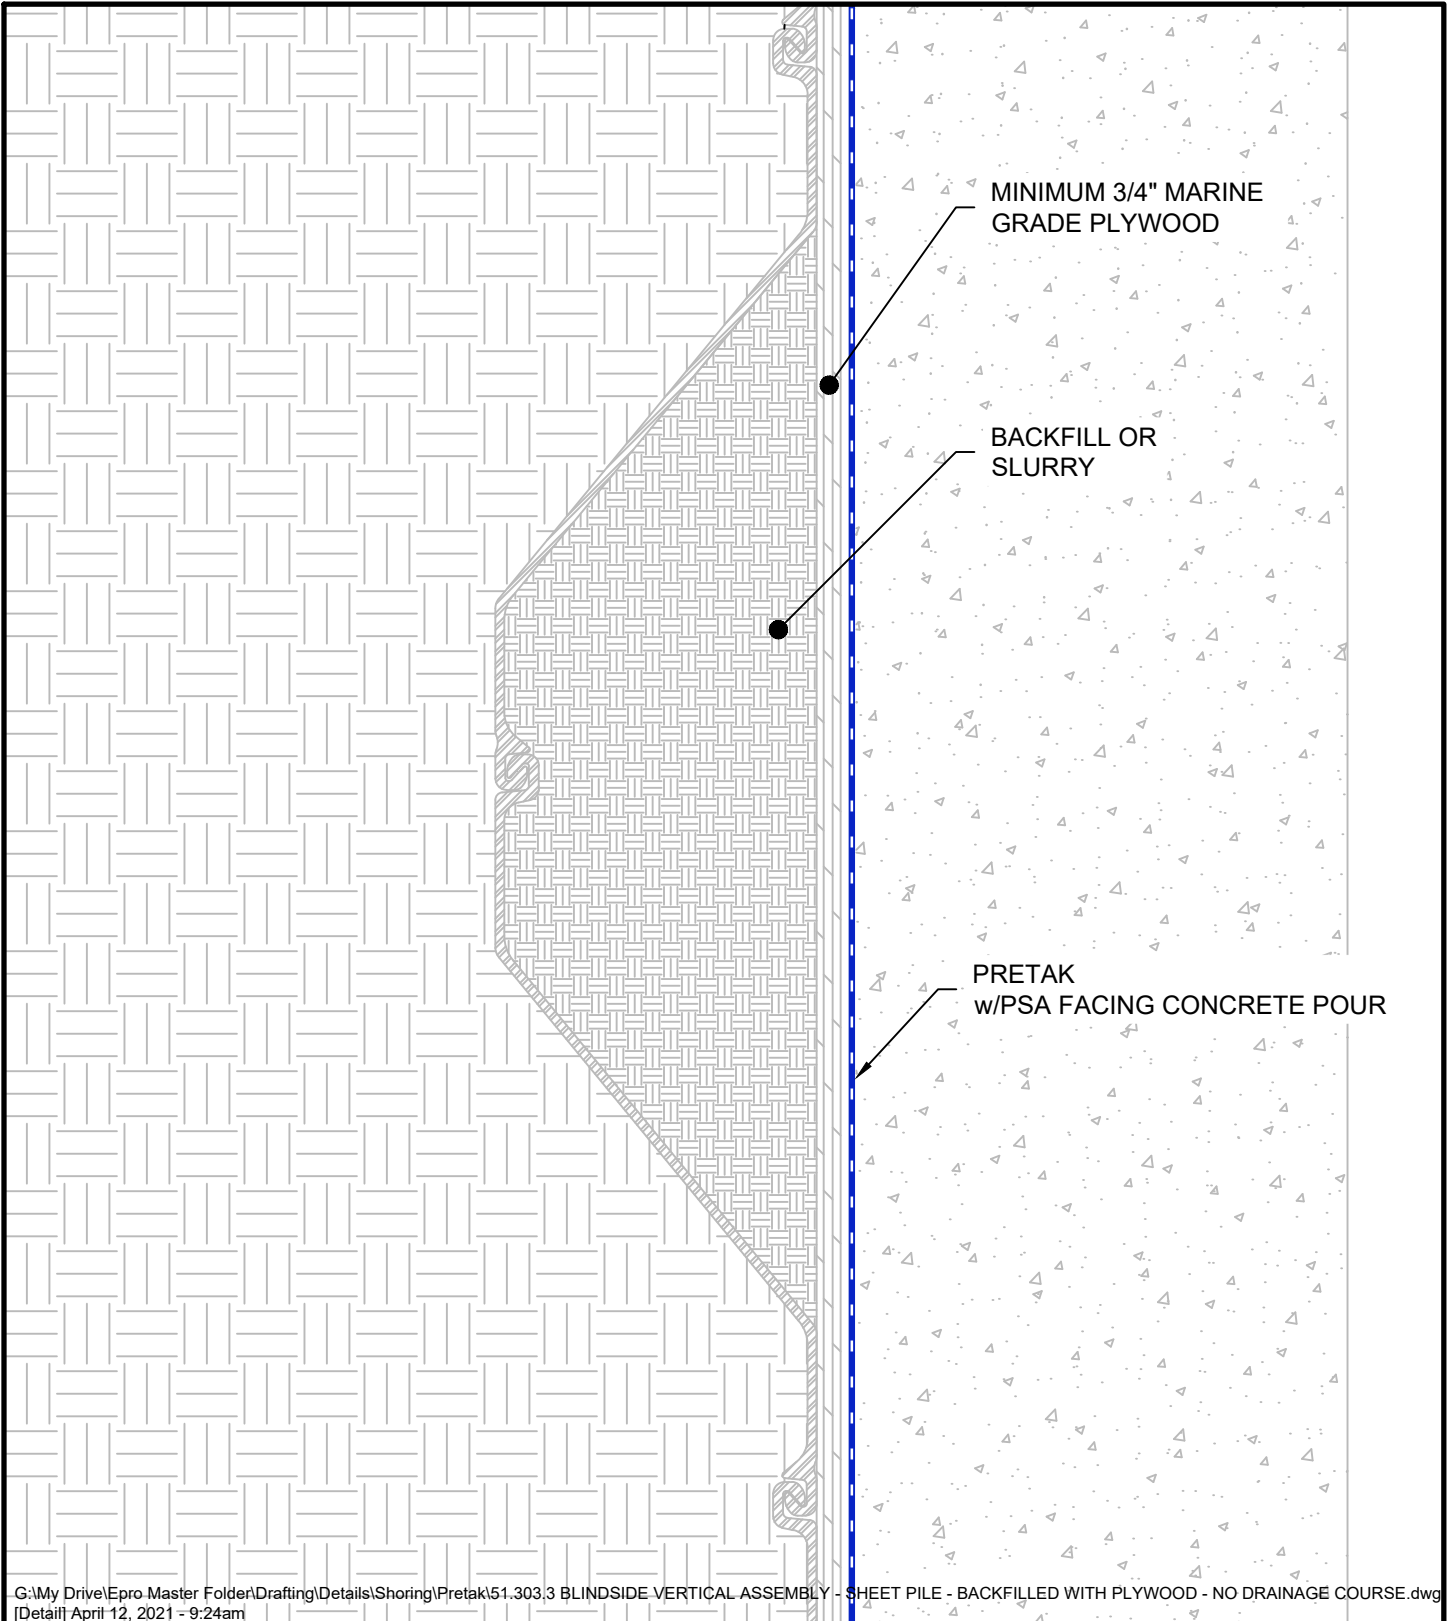 MINIMUM 3/4" MARINE
GRADE PLYWOOD
BACKFILL OR
SLURRY
PRETAK
w/PSA FACING CONCRETE POUR
G:\My Drive\Epro Master Folder\Drafting\Details\Shoring\Pretak\51.303.3 BLINDSIDE VERTICAL ASSEMBLY - SHEET PILE - BACKFILLED WITH PLYWOOD - NO DRAINAGE COURSE.dwg
[Detail] April 12, 2021 - 9:24am